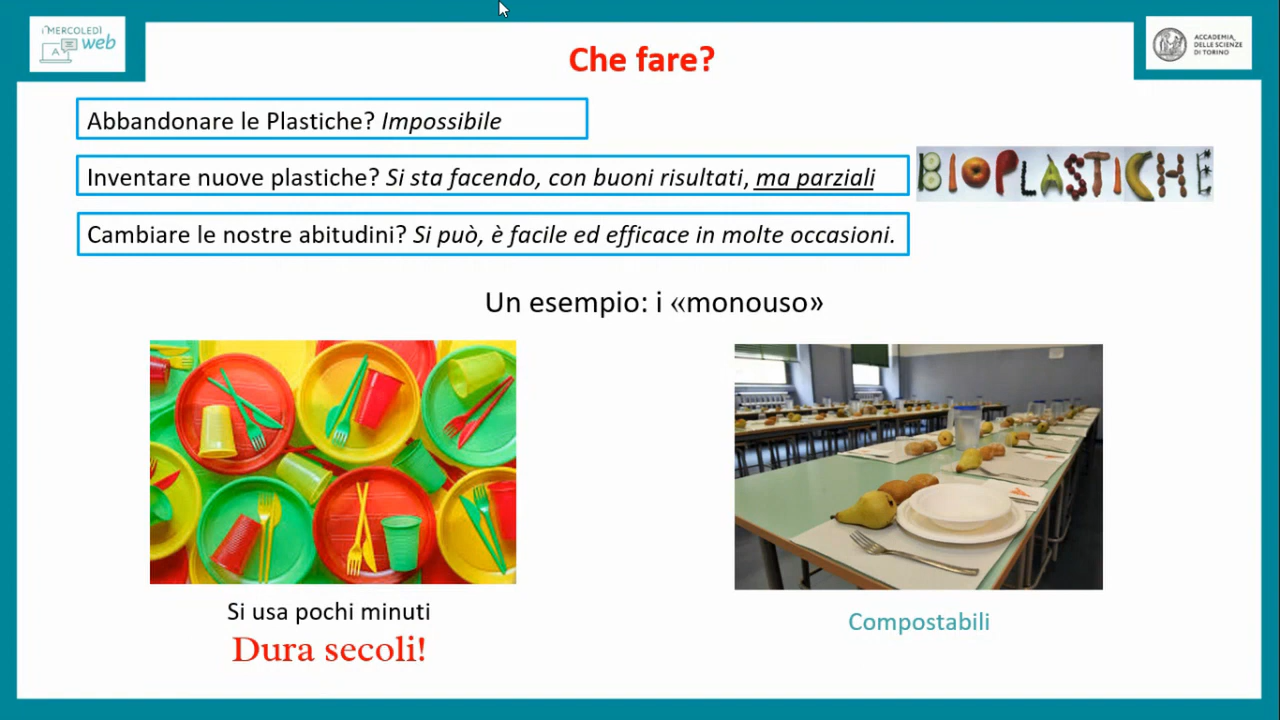 i MERCOLEDÌ
web
A
ACCADEMIA
DELLE SCIENZE
DI TORINO
Che fare?
Abbandonare le Plastiche? Impossibile
Inventare nuove plastiche? Si sta facendo, con buoni risultati, ma parziali
BIOPLASTICHE
Cambiare le nostre abitudini? Si può, è facile ed efficace in molte occasioni.
Un esempio: i «monouso»
Si usa pochi minuti
Dura secoli!
Compostabili